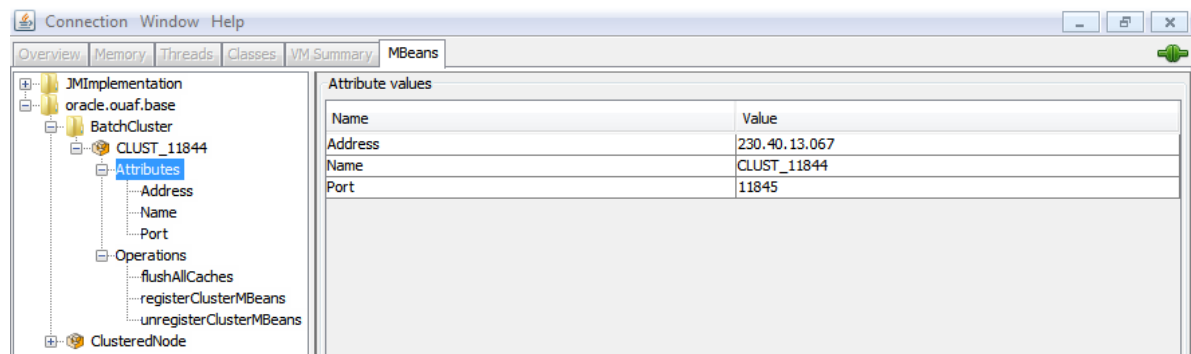 Connection Window Help
Overview Memory Threads Classes VM Summary MBeans
JMImplementation
oracle.ouaf.base
BatchCluster
CLUST_11844
Attributes
Address
Name
Port
Operations
flushAllCaches
registerClusterMBeans
unregisterClusterMBeans
ClusteredNode
Attribute values
Name Value
Address 230.40.13.067
Name CLUST_11844
Port 11845